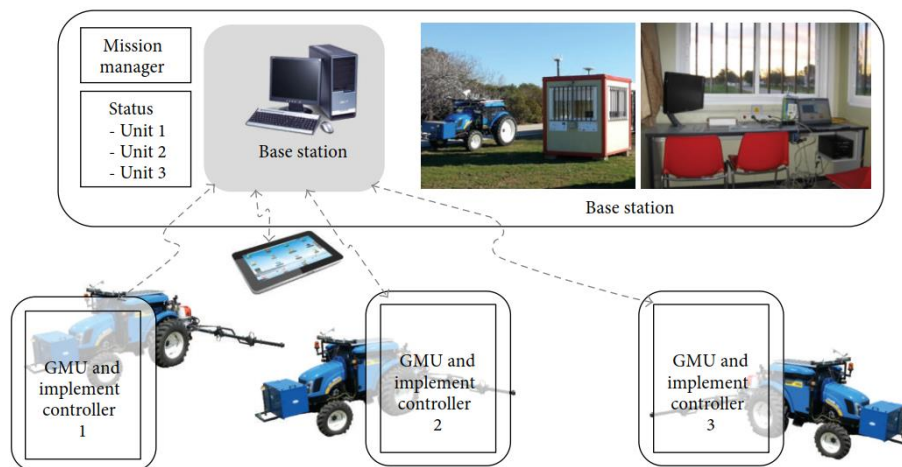 Mission
manager
Status
- Unit 1
- Unit 2
- Unit 3
Base station
Base station
GMU and
implement
controller
1
GMU and
implement
controller
2
GMU and
implement
controller
3